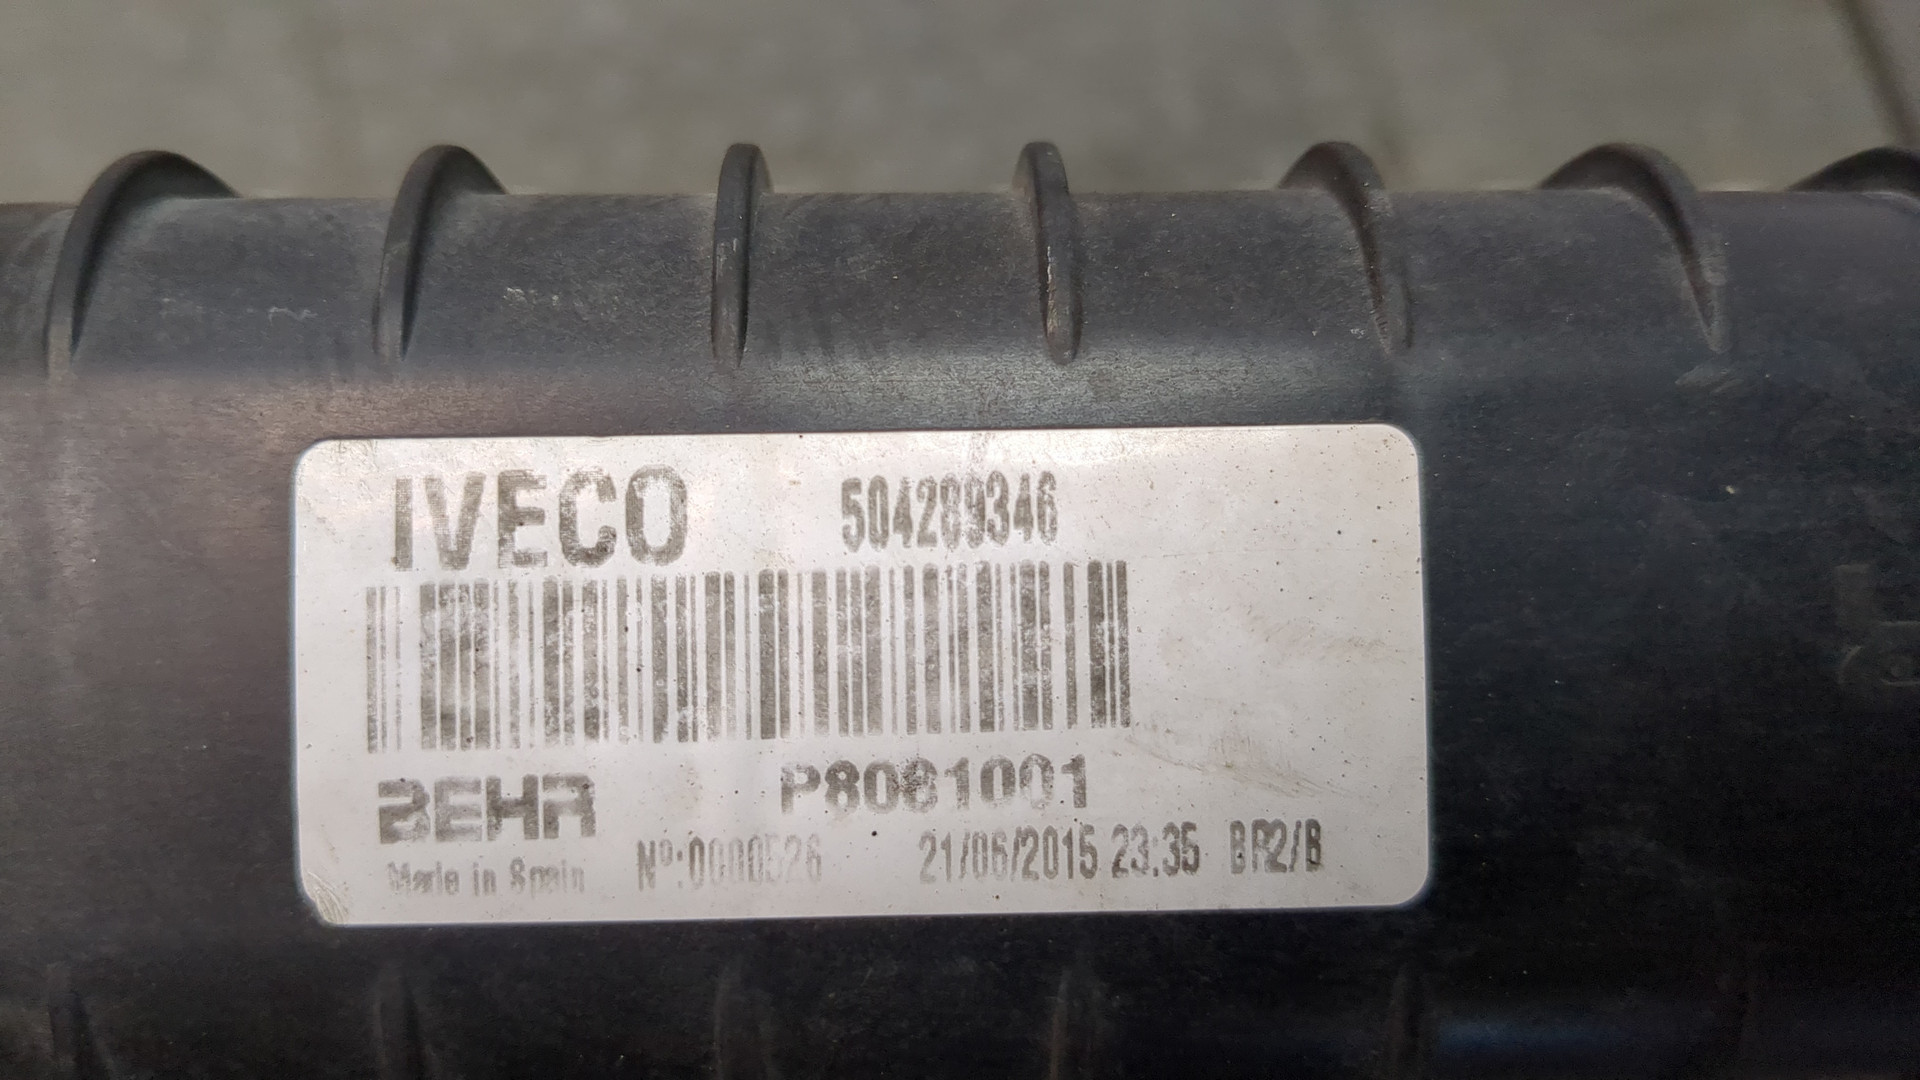 IVECO 504289346
BEHR P8081001
Made in Spain Nº:0000526 21/06/2015 23:35 BR2/B